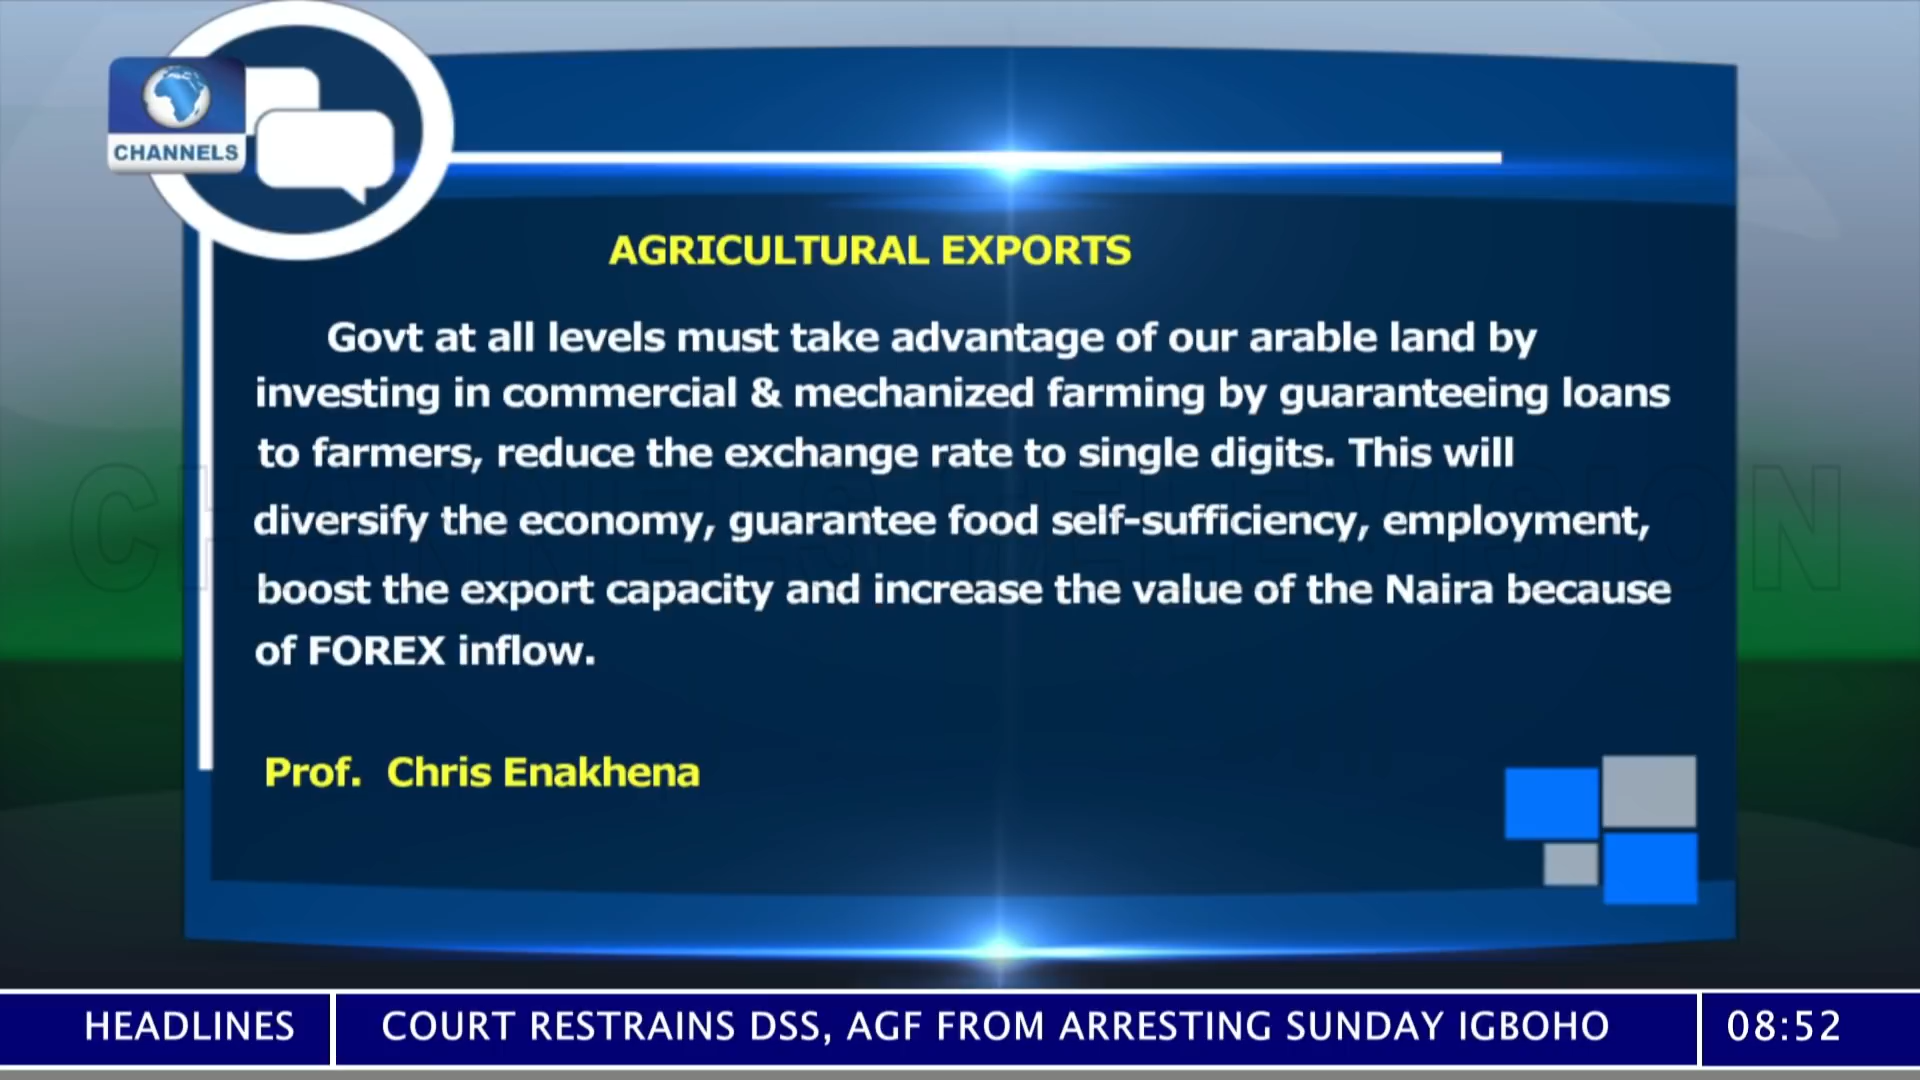 CHANNELS
AGRICULTURAL EXPORTS
Govt at all levels must take advantage of our arable land by
investing in commercial & mechanized farming by guaranteeing loans
to farmers, reduce the exchange rate to single digits. This will
diversify the economy, guarantee food self-sufficiency, employment,
boost the export capacity and increase the value of the Naira because
of FOREX inflow.
Prof. Chris Enakhena
CHANNELS TELEVISION
HEADLINES
COURT RESTRAINS DSS, AGF FROM ARRESTING SUNDAY IGBOHO
08:52